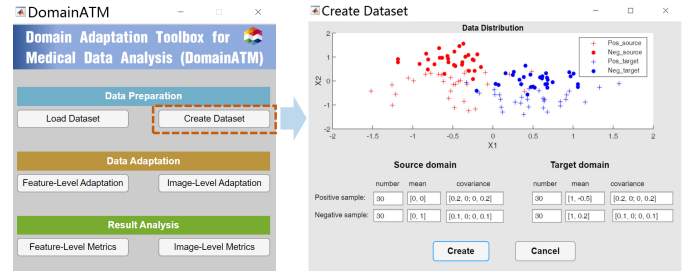 DomainATM
Domain Adaptation Toolbox for
Medical Data Analysis (DomainATM)
Data Preparation
Load Dataset
Create Dataset
Data Adaptation
Feature-Level Adaptation
Image-Level Adaptation
Result Analysis
Feature-Level Metrics
Image-Level Metrics
Create Dataset
Data Distribution
Pos_source
Neg_source
Pos_target
Neg_target
2
1
0
-1
-2
X2
-2 -1.5 -1 -0.5 0 0.5 1 1.5 2
X1
Source domain Target domain
number mean covariance number mean covariance
Positive sample: 30 [0, 0] [0.2, 0; 0, 0.2] 30 [1, -0.5] [0.2, 0; 0, 0.2]
Negative sample: 30 [0, 1] [0.1, 0; 0, 0.1] 30 [1, 0.2] [0.1, 0; 0, 0.1]
Create Cancel